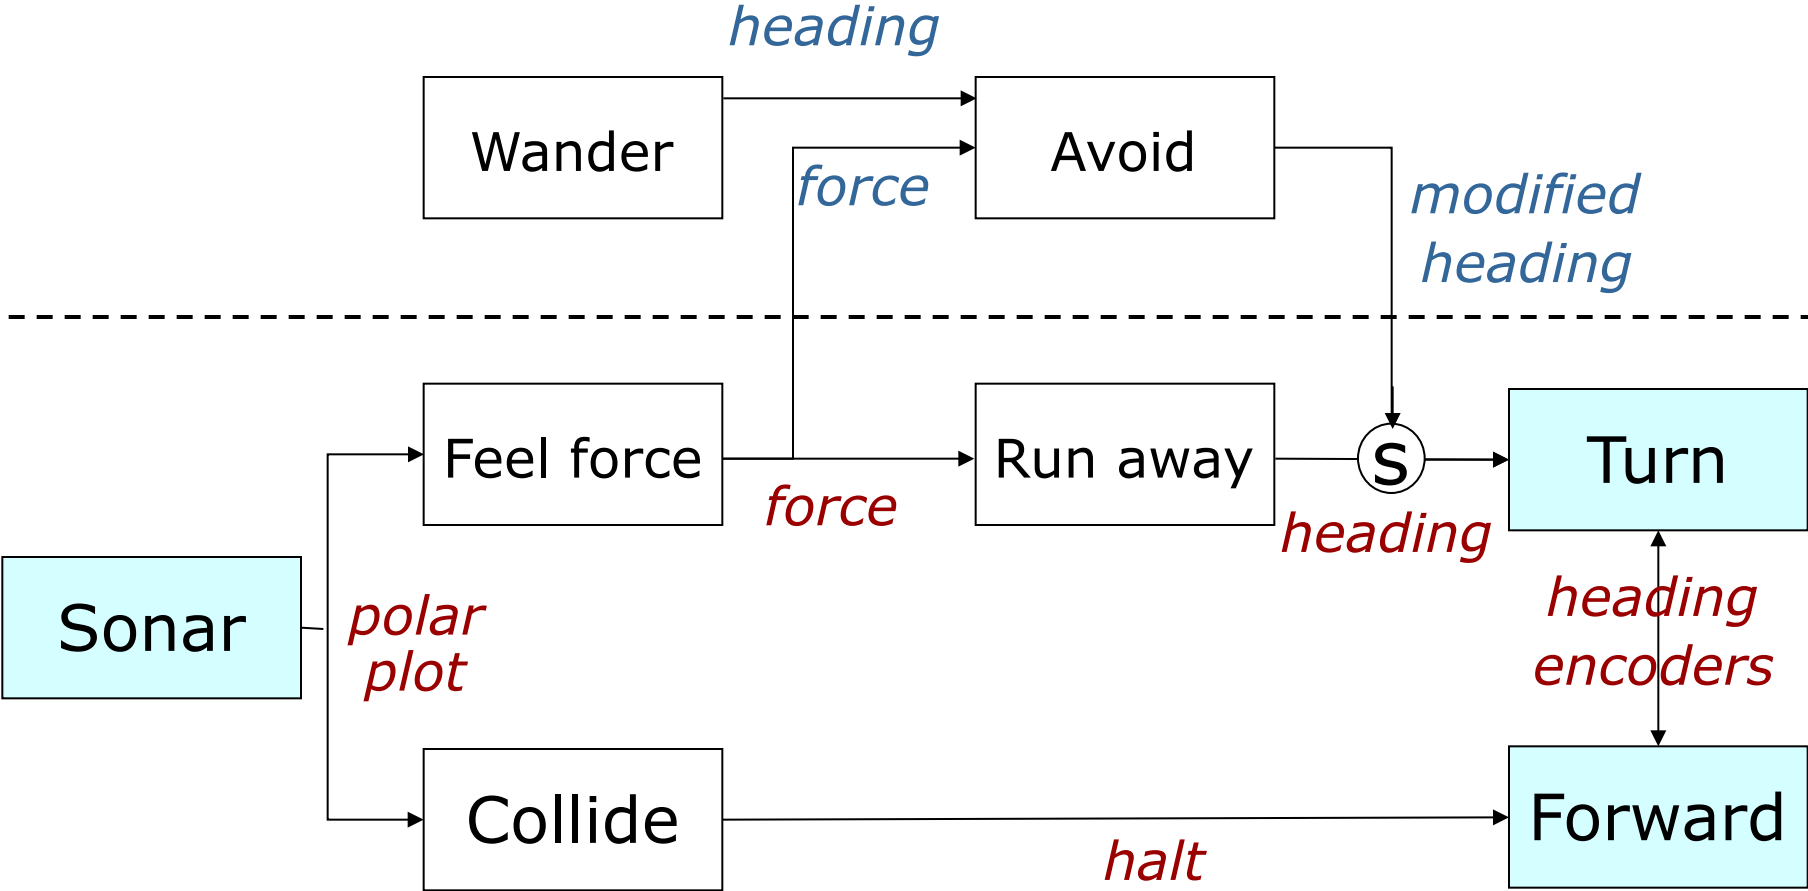 heading
Wander
Avoid
force
modified
heading
Feel force
Run away
s
Turn
force
heading
Sonar
polar
plot
heading
encoders
Collide
Forward
halt